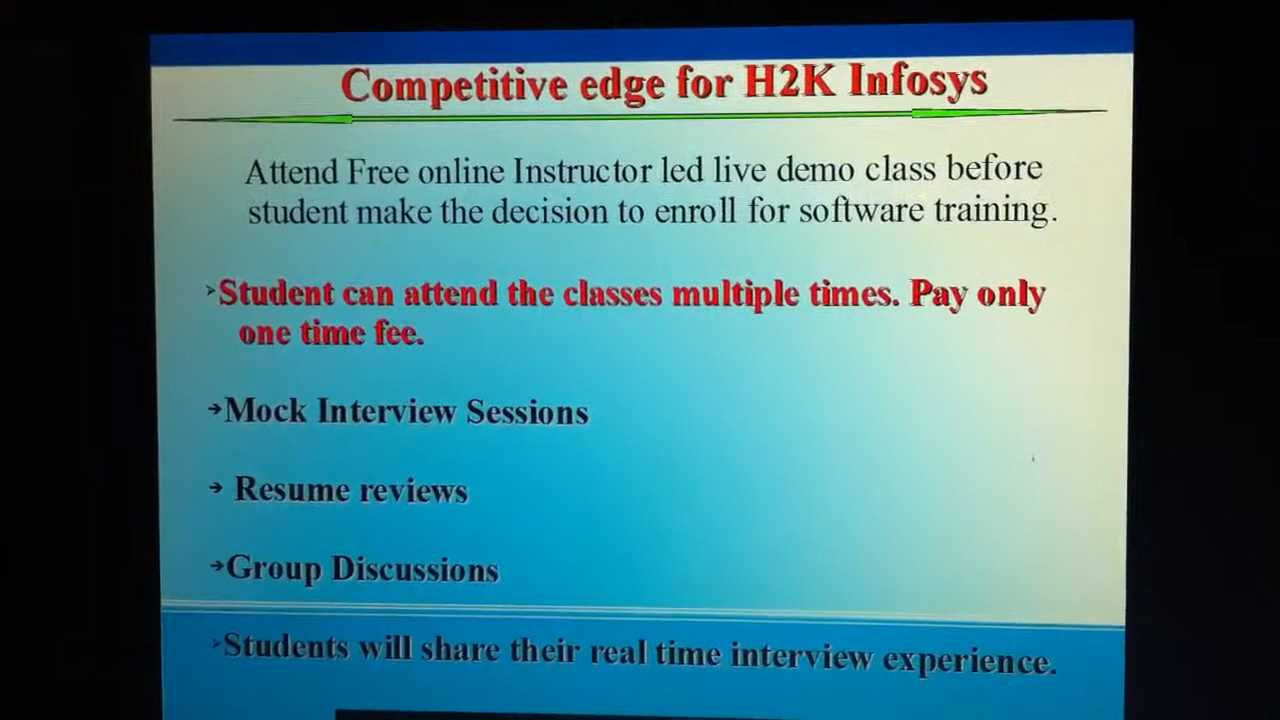 Competitive edge for H2K Infosys
Attend Free online Instructor led live demo class before
student make the decision to enroll for software training.
➢Student can attend the classes multiple times. Pay only
one time fee.
➔Mock Interview Sessions
➔ Resume reviews
➔Group Discussions
➢Students will share their real time interview experience.